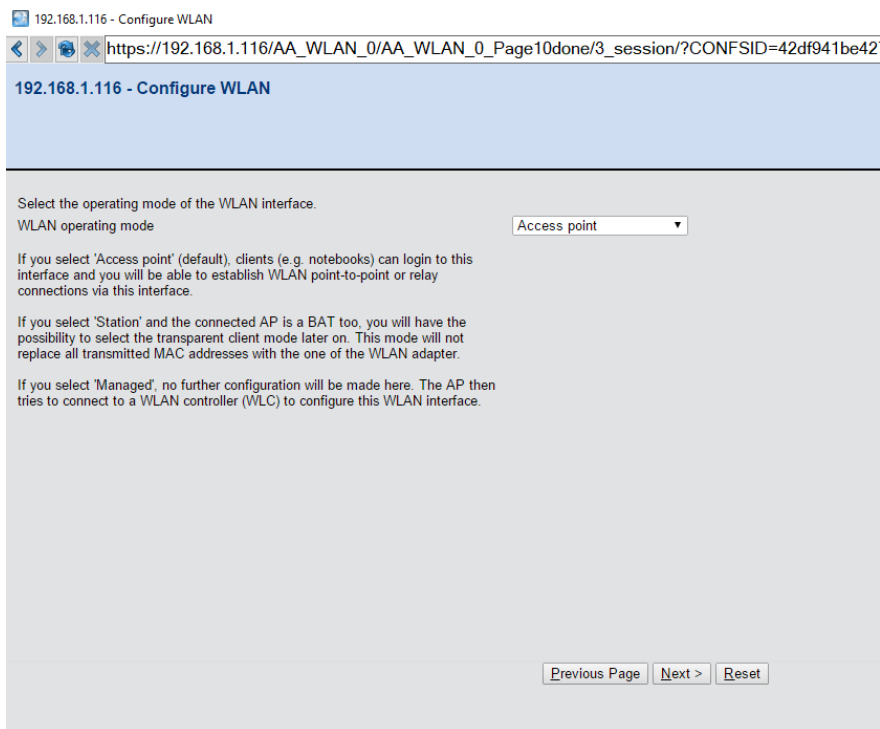 192.168.1.116 - Configure WLAN
https://192.168.1.116/AA_WLAN_0/AA_WLAN_0_Page10done/3_session/?CONFSID=42df941be427
192.168.1.116 - Configure WLAN
Select the operating mode of the WLAN interface.
WLAN operating mode Access point
If you select 'Access point' (default), clients (e.g. notebooks) can login to this
interface and you will be able to establish WLAN point-to-point or relay
connections via this interface.
If you select 'Station' and the connected AP is a BAT too, you will have the
possibility to select the transparent client mode later on. This mode will not
replace all transmitted MAC addresses with the one of the WLAN adapter.
If you select 'Managed', no further configuration will be made here. The AP then
tries to connect to a WLAN controller (WLC) to configure this WLAN interface.
Previous Page Next > Reset